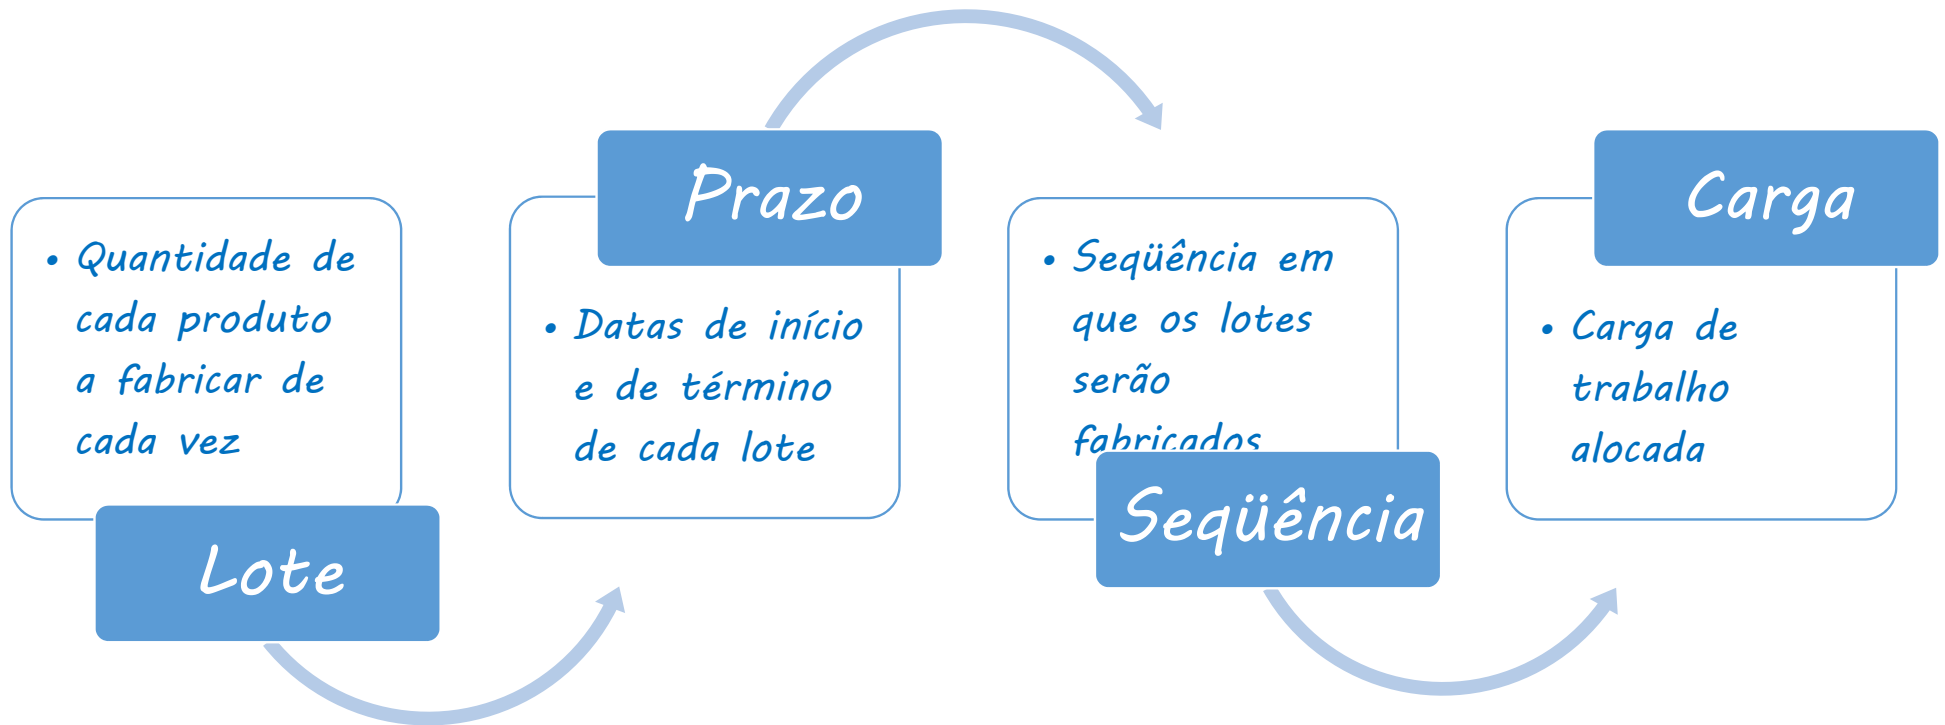 • Quantidade de
cada produto
a fabricar de
cada vez
Lote
Prazo
• Datas de início
e de término
de cada lote
• Seqüência em
que os lotes
serão
fabricados
Seqüência
Carga
• Carga de
trabalho
alocada